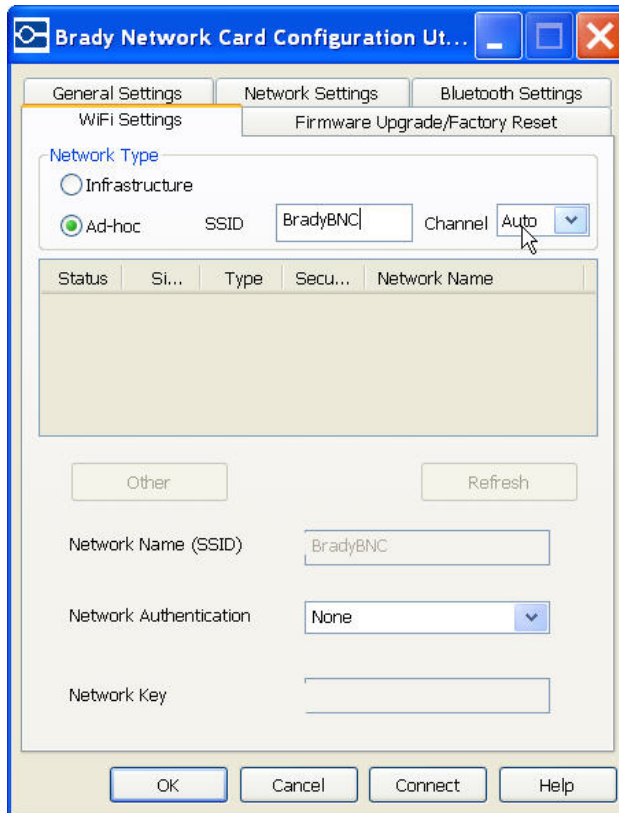 Brady Network Card Configuration Ut...
General Settings Network Settings Bluetooth Settings
WiFi Settings Firmware Upgrade/Factory Reset
Network Type
Infrastructure
Ad-hoc SSID BradyBNC Channel Auto
Status Si... Type Secu... Network Name
Other Refresh
Network Name (SSID) BradyBNC
Network Authentication None
Network Key
OK Cancel Connect Help